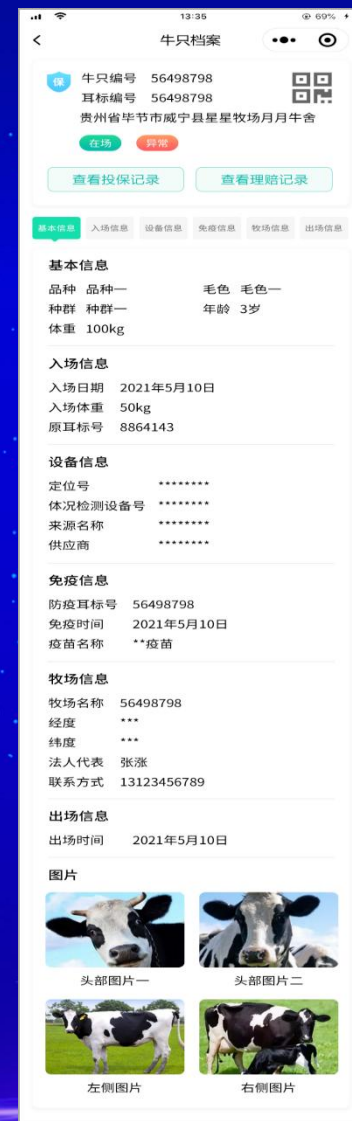 13:35
69%
牛只档案
保
牛只编号 56498798
耳标编号 56498798
贵州省毕节市威宁县星星牧场月月牛舍
在场 异常
查看投保记录 查看理赔记录
基本信息 入场信息 设备信息 免疫信息 牧场信息 出场信息
基本信息
品种 品种一 毛色 毛色一
种群 种群一 年龄 3岁
体重 100kg
入场信息
入场日期 2021年5月10日
入场体重 50kg
原耳标号 8864143
设备信息
定位号 ********
体况检测设备号 ********
来源名称 ********
供应商 ********
免疫信息
防疫耳标号 56498798
免疫时间 2021年5月10日
疫苗名称 **疫苗
牧场信息
牧场名称 56498798
经度 ***
纬度 ***
法人代表 张涨
联系方式 13123456789
出场信息
出场时间 2021年5月10日
图片
头部图片一 头部图片二
左侧图片 右侧图片